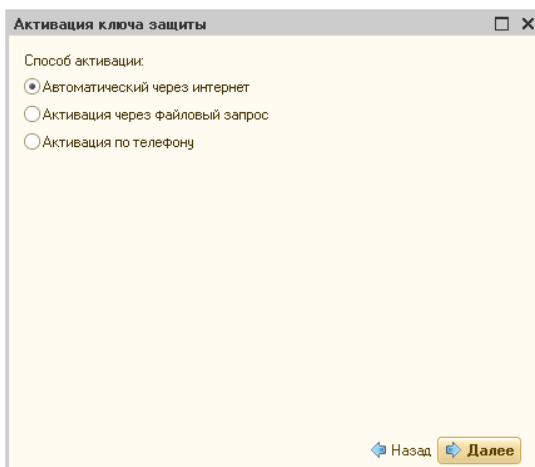 Активация ключа защиты
Способ активации:
Автоматический через интернет
Активация через файловый запрос
Активация по телефону
Назад Далее